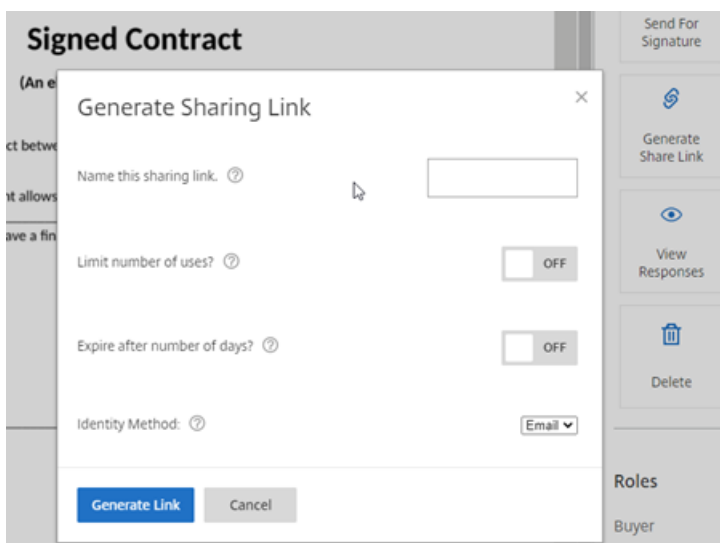 Signed Contract
Send For
Signature
(An e
Generate Sharing Link
Generate
Share Link
ct betwe
Name this sharing link.
nt allows
View
Responses
ave a fin
Limit number of uses?
OFF
Expire after number of days?
OFF
Delete
Identity Method:
Email
Generate Link
Cancel
Roles
Buyer